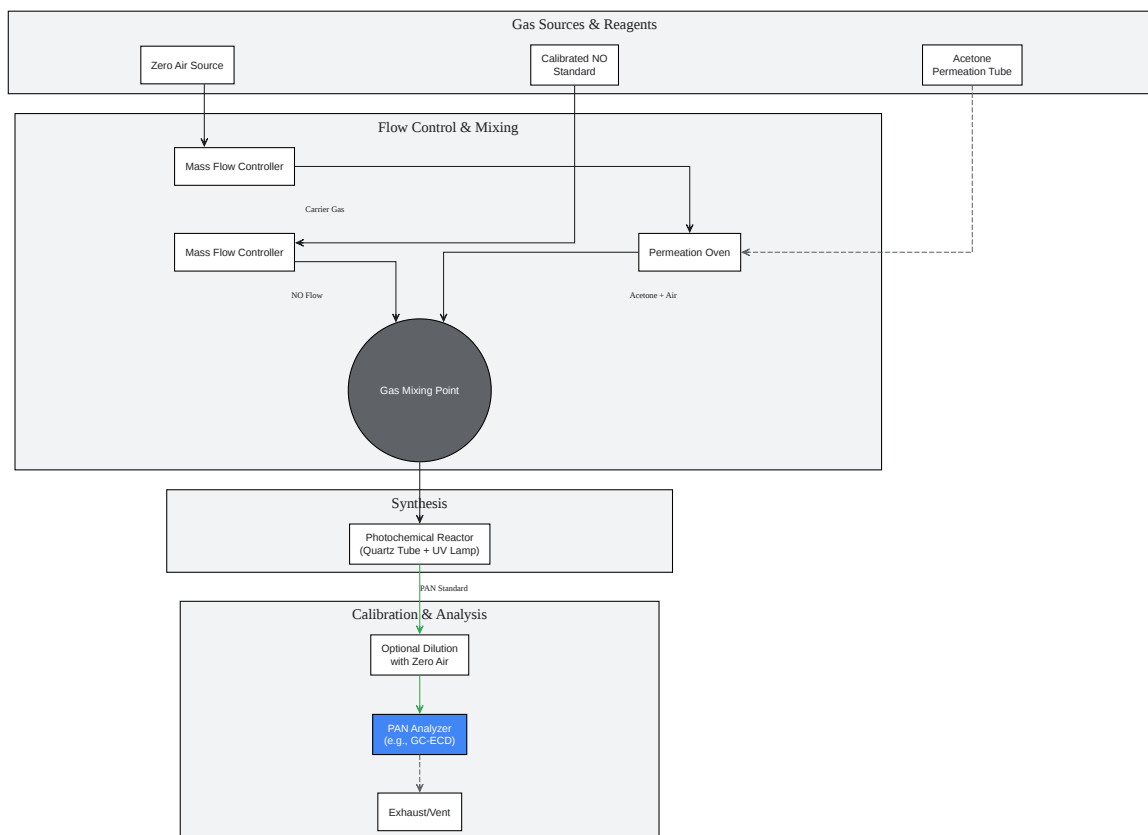 Gas Sources & Reagents
Zero Air Source
Calibrated NO
Standard
Acetone
Permeation Tube
Flow Control & Mixing
Mass Flow Controller
Carrier Gas
Mass Flow Controller
Permeation Oven
NO Flow
Acetone + Air
Gas Mixing Point
Synthesis
Photochemical Reactor
(Quartz Tube + UV Lamp)
PAN Standard
Calibration & Analysis
Optional Dilution
with Zero Air
PAN Analyzer
(e.g., GC-ECD)
Exhaust/Vent